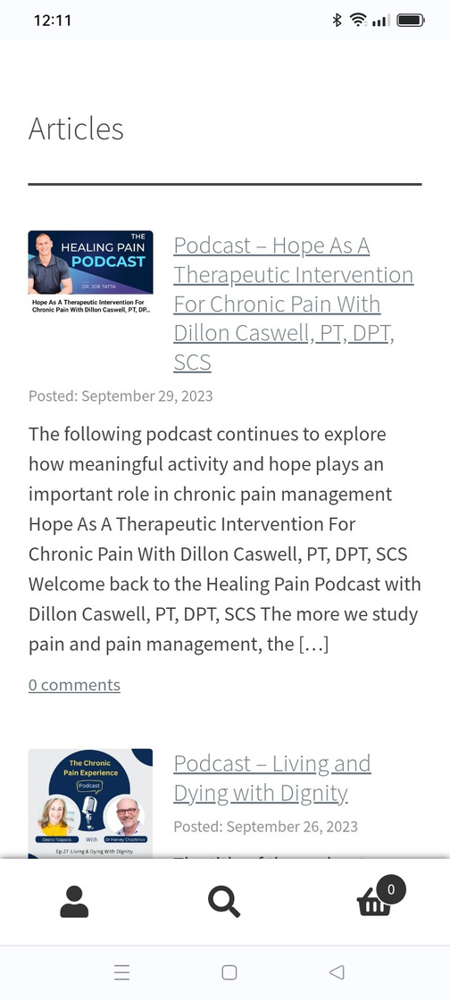 12:11
Articles
THE
HEALING PAIN
PODCAST
WITH
DR. JOE TATTA
Hope As A Therapeutic Intervention For
Chronic Pain With Dillon Caswell, PT, DP...
Podcast – Hope As A
Therapeutic Intervention
For Chronic Pain With
Dillon Caswell, PT, DPT,
SCS
Posted: September 29, 2023
The following podcast continues to explore
how meaningful activity and hope plays an
important role in chronic pain management
Hope As A Therapeutic Intervention For
Chronic Pain With Dillon Caswell, PT, DPT, SCS
Welcome back to the Healing Pain Podcast with
Dillon Caswell, PT, DPT, SCS The more we study
pain and pain management, the […]
0 comments
The Chronic
Pain Experience
Podcast
Deana Tsiapalis
With
Dr Harvey Chochinov
Ep.27 :Living & Dying With Dignity
Podcast – Living and
Dying with Dignity
Posted: September 26, 2023
0